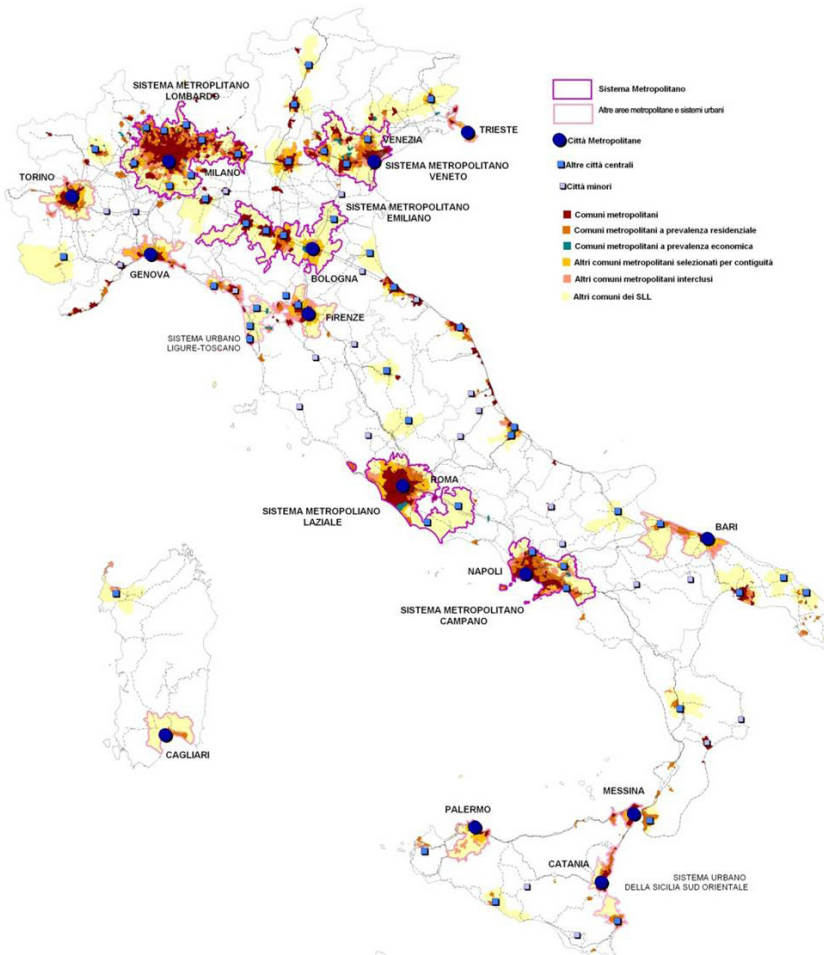 SISTEMA METROPLITANO
LOMBARDO
MILANO
TORINO
GENOVA
VENEZIA
SISTEMA METROPOLITANO
VENETO
TRIESTE
SISTEMA METROPOLITANO
EMILIANO
BOLOGNA
FIRENZE
SISTEMA URBANO
LIGURE-TOSCANO
ROMA
SISTEMA METROPOLIANO
LAZIALE
NAPOLI
SISTEMA METROPOLITANO
CAMPANO
BARI
CAGLIARI
PALERMO
MESSINA
CATANIA
SISTEMA URBANO
DELLA SICILIA SUD ORIENTALE
Sistema Metropolitano
Altre aree metropolitane e sistemi urbani
Città Metropolitane
Altre città centrali
Città minori
Comuni metropolitani
Comuni metropolitani a prevalenza residenziale
Comuni metropolitani a prevalenza economica
Altri comuni metropolitani selezionati per contiguità
Altri comuni metropolitani interclusi
Altri comuni dei SLL